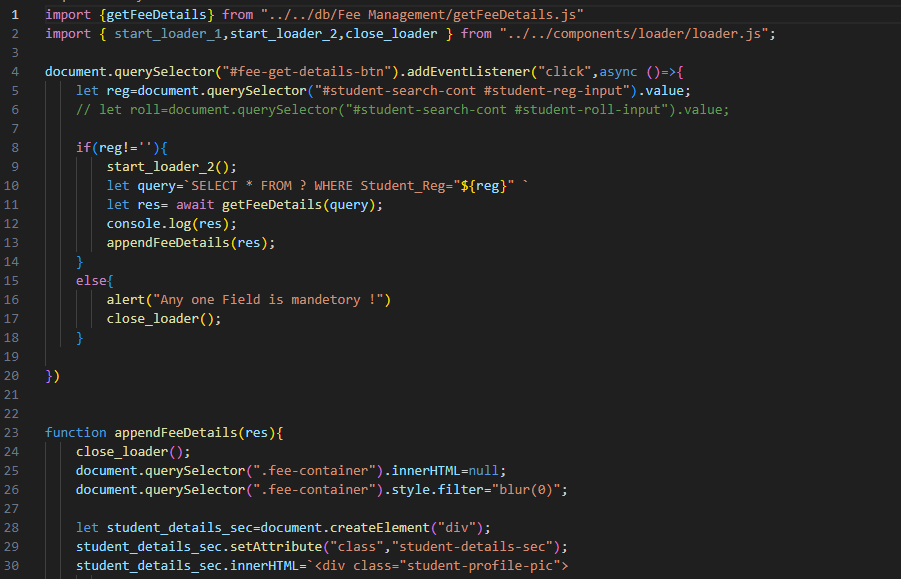 1 import {getFeeDetails} from "../../db/Fee Management/getFeeDetails.js"
2 import { start_loader_1,start_loader_2,close_loader } from "../../components/loader/loader.js";
3
4 document.querySelector("#fee-get-details-btn").addEventListener("click",async ()=>{
5 let reg=document.querySelector("#student-search-cont #student-reg-input").value;
6 // let roll=document.querySelector("#student-search-cont #student-roll-input").value;
7
8 if(reg!=''){
9 start_loader_2();
10 let query=`SELECT * FROM ? WHERE Student_Reg="${reg}" `
11 let res= await getFeeDetails(query);
12 console.log(res);
13 appendFeeDetails(res);
14 }
15 else{
16 alert("Any one Field is mandetory !")
17 close_loader();
18 }
19
20 })
21
22
23 function appendFeeDetails(res){
24 close_loader();
25 document.querySelector(".fee-container").innerHTML=null;
26 document.querySelector(".fee-container").style.filter="blur(0)";
27
28 let student_details_sec=document.createElement("div");
29 student_details_sec.setAttribute("class","student-details-sec");
30 student_details_sec.innerHTML=`<div class="student-profile-pic">